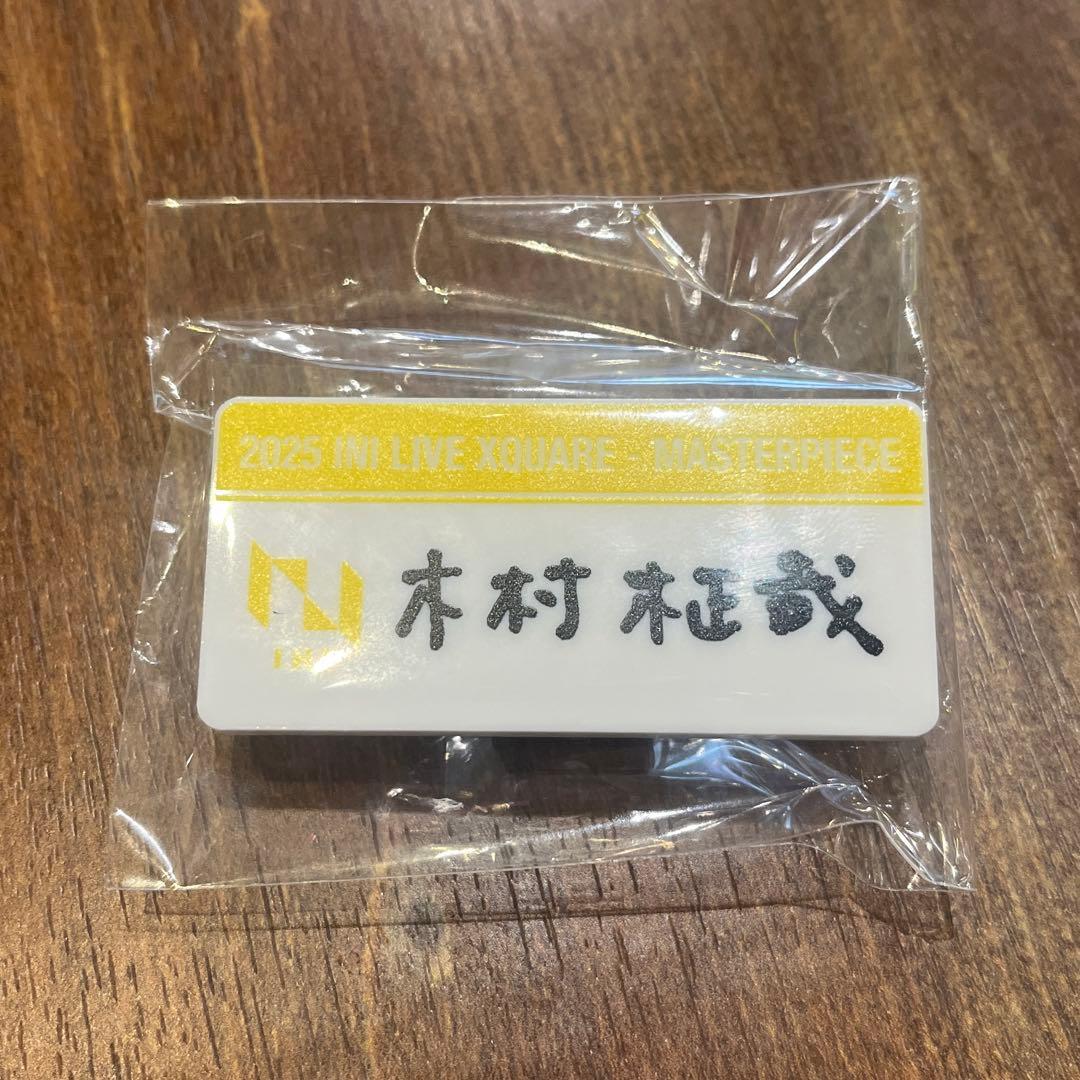 2025 INI LIVE XQUARE - MASTERPIECE
木村 柾哉